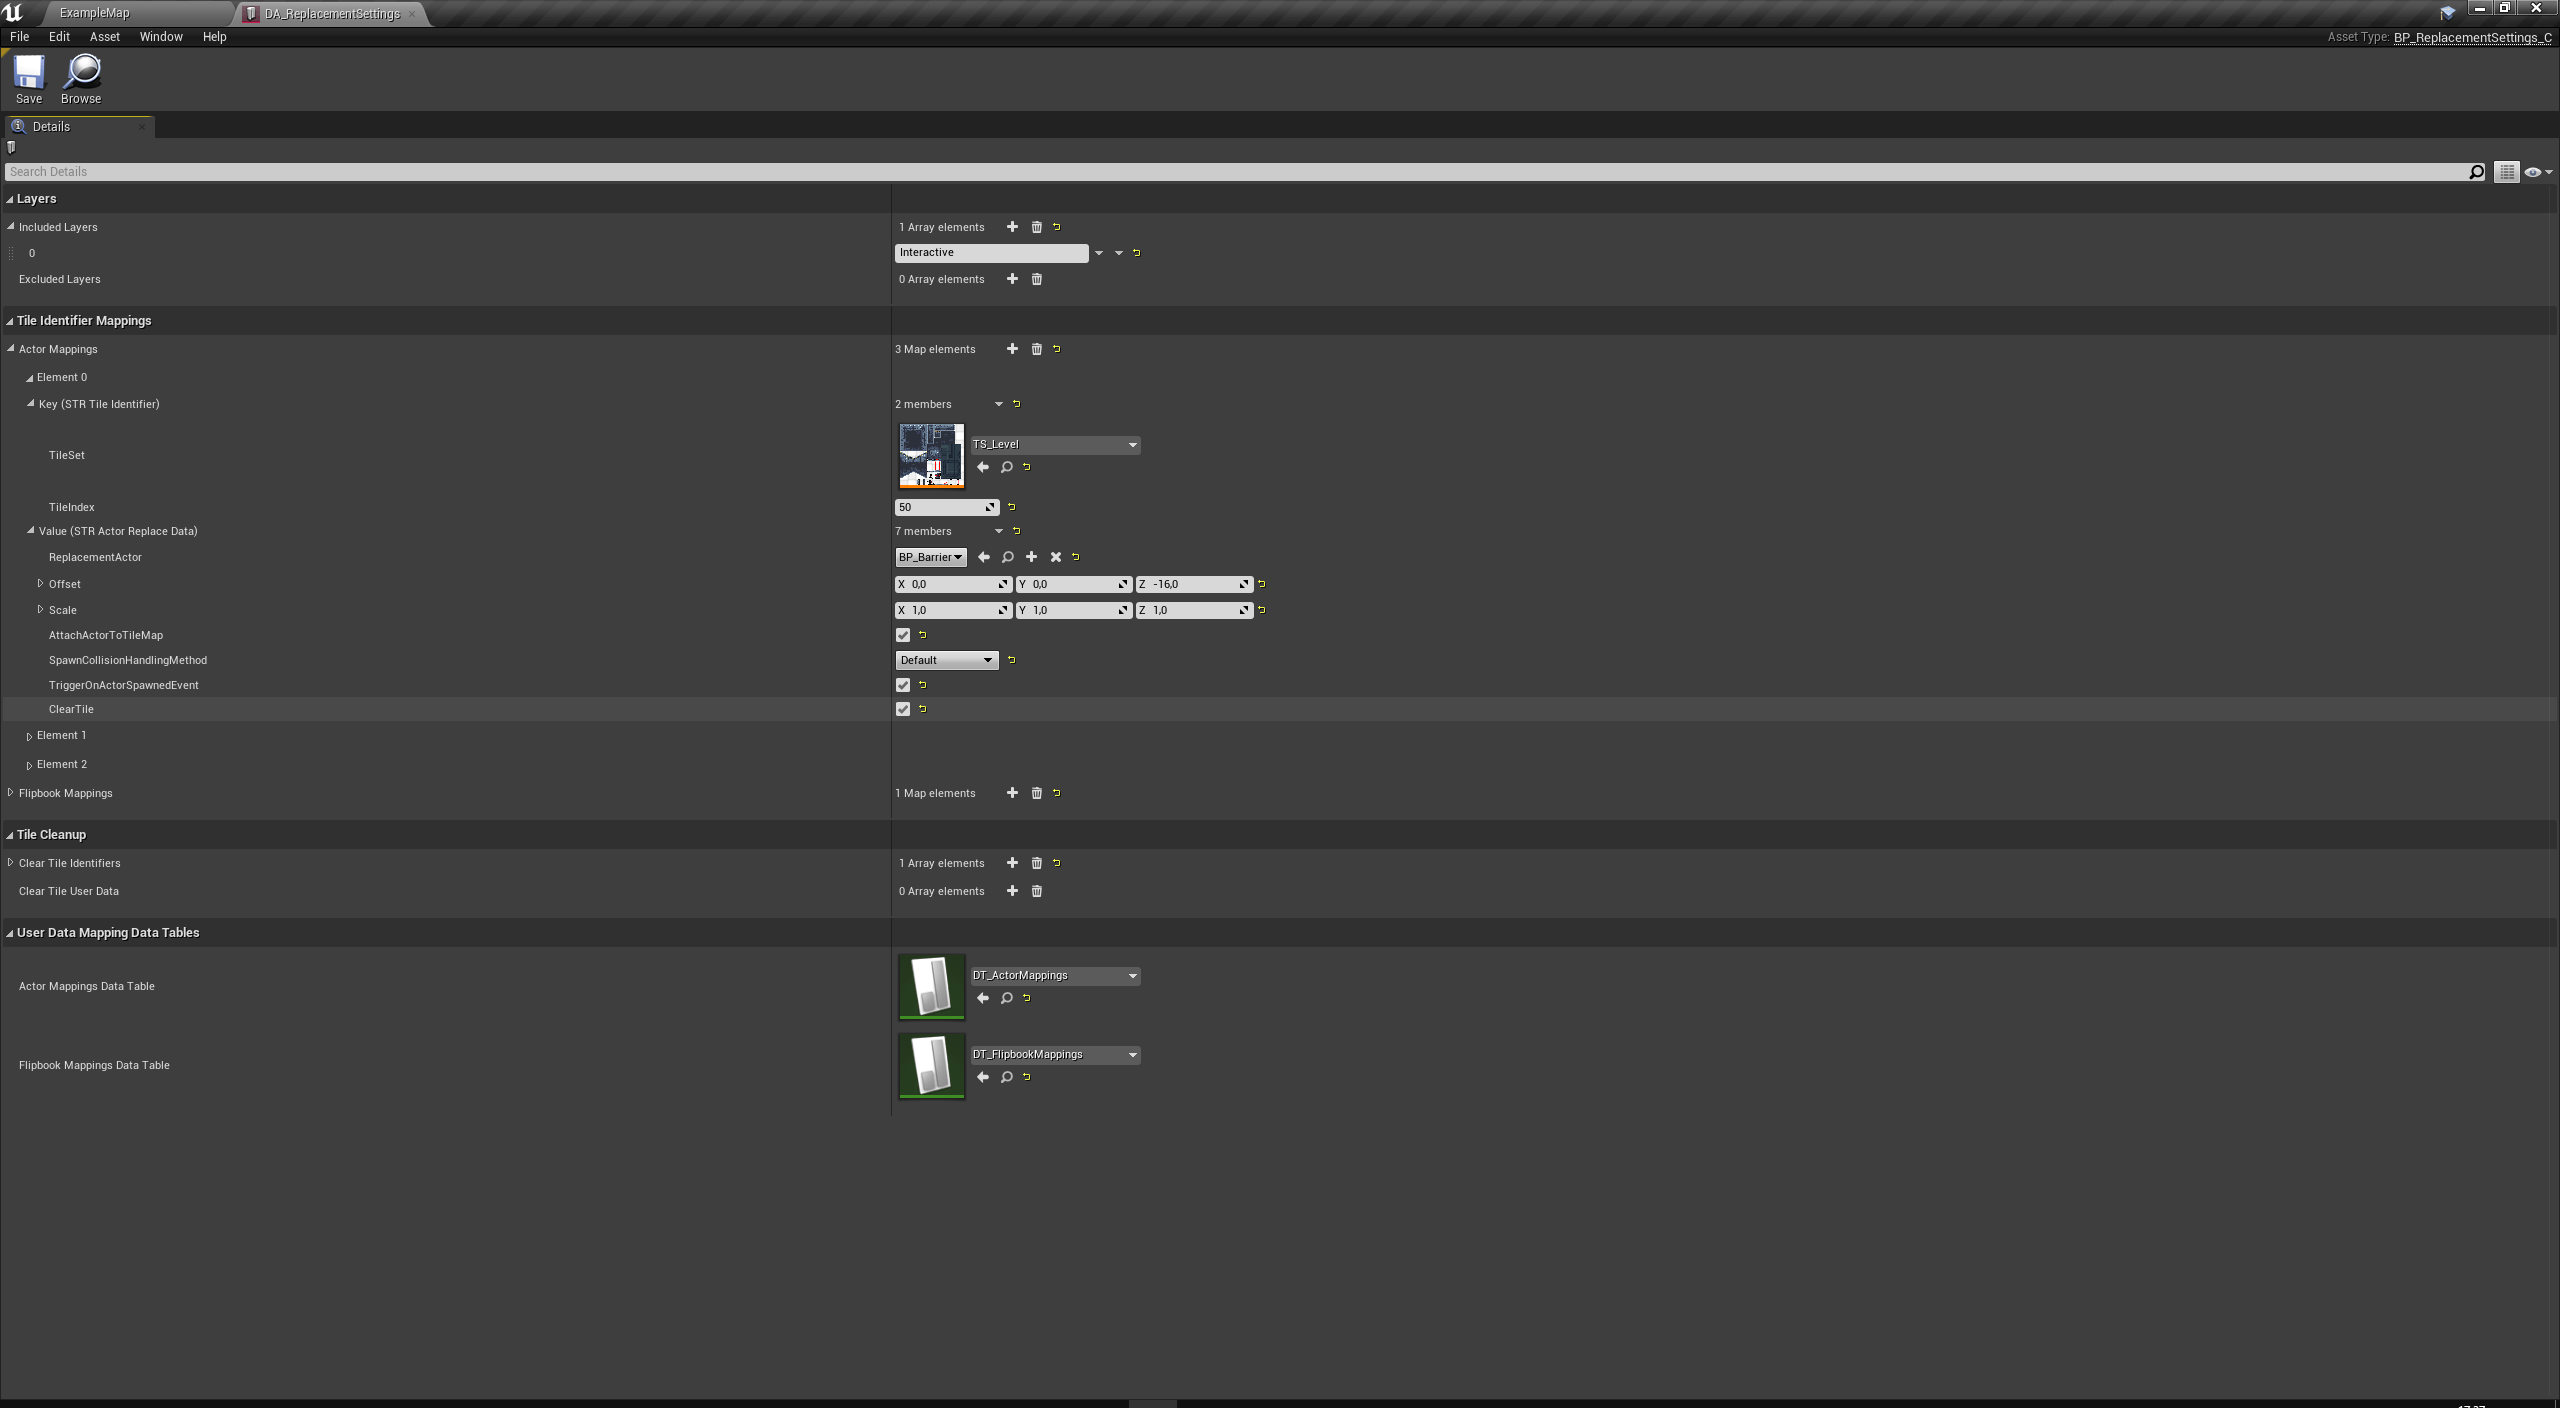 ExampleMap
DA_ReplacementSettings
File Edit Asset Window Help
Asset Type: BP_ReplacementSettings_C
Save Browse
Details
Search Details
Layers
Included Layers 1 Array elements
0 Interactive
Excluded Layers 0 Array elements
Tile Identifier Mappings
Actor Mappings 3 Map elements
Element 0
Key (STR Tile Identifier) 2 members
TileSet TS_Level
TileIndex 50
Value (STR Actor Replace Data) 7 members
ReplacementActor BP_Barrier
Offset X 0,0 Y 0,0 Z -16,0
Scale X 1,0 Y 1,0 Z 1,0
AttachActorToTileMap
SpawnCollisionHandlingMethod Default
TriggerOnActorSpawnedEvent
ClearTile
Element 1
Element 2
Flipbook Mappings 1 Map elements
Tile Cleanup
Clear Tile Identifiers 1 Array elements
Clear Tile User Data 0 Array elements
User Data Mapping Data Tables
Actor Mappings Data Table DT_ActorMappings
Flipbook Mappings Data Table DT_FlipbookMappings